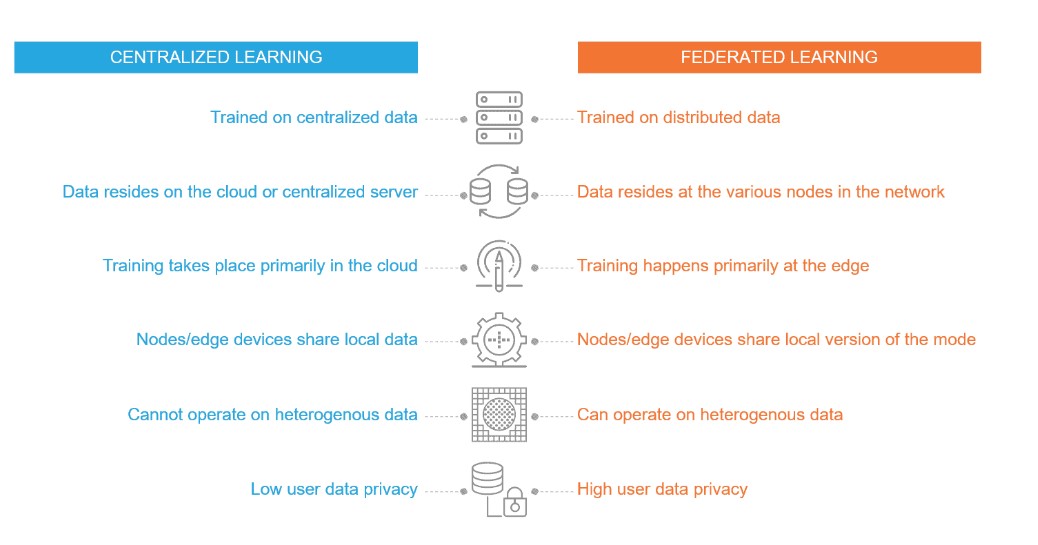 CENTRALIZED LEARNING
FEDERATED LEARNING
Trained on centralized data
Trained on distributed data
Data resides on the cloud or centralized server
Data resides at the various nodes in the network
Training takes place primarily in the cloud
Training happens primarily at the edge
Nodes/edge devices share local data
Nodes/edge devices share local version of the mode
Cannot operate on heterogenous data
Can operate on heterogenous data
Low user data privacy
High user data privacy